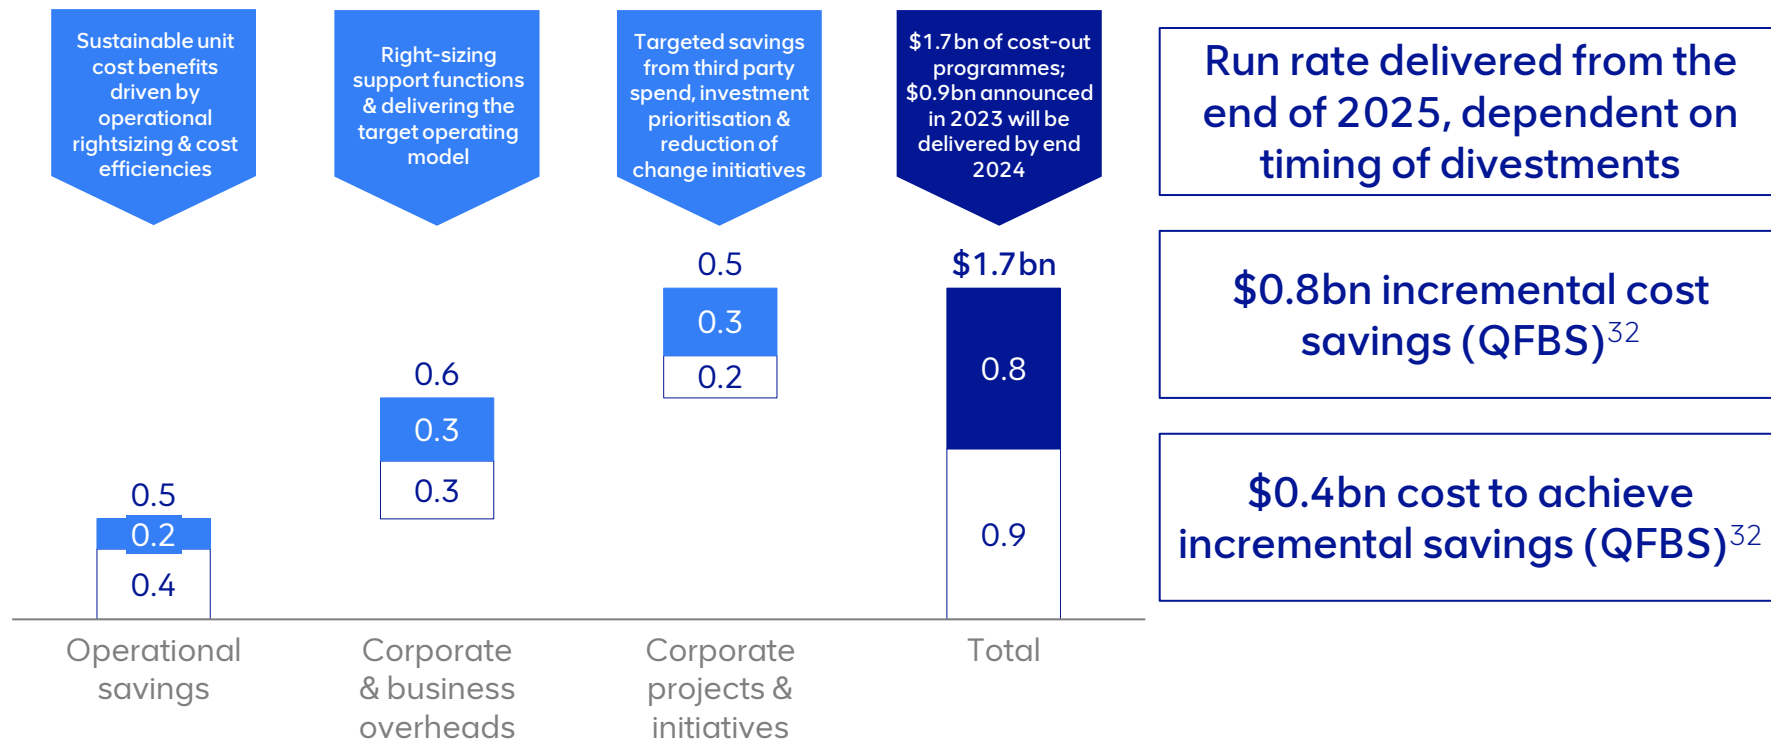 Sustainable unit
cost benefits
driven by
operational
rightsizing & cost
efficiencies
Right-sizing
support functions
& delivering the
target operating
model
Targeted savings
from third party
spend, investment
prioritisation &
reduction of
change initiatives
$1.7bn of cost-out
programmes;
$0.9bn announced
in 2023 will be
delivered by end
2024
Run rate delivered from the
end of 2025, dependent on
timing of divestments
$0.8bn incremental cost
savings (QFBS)³²
$0.4bn cost to achieve
incremental savings (QFBS)³²
0.5
0.2
0.4
0.6
0.3
0.3
0.5
0.3
0.2
$1.7bn
0.8
0.9
Operational
savings
Corporate
& business
overheads
Corporate
projects &
initiatives
Total